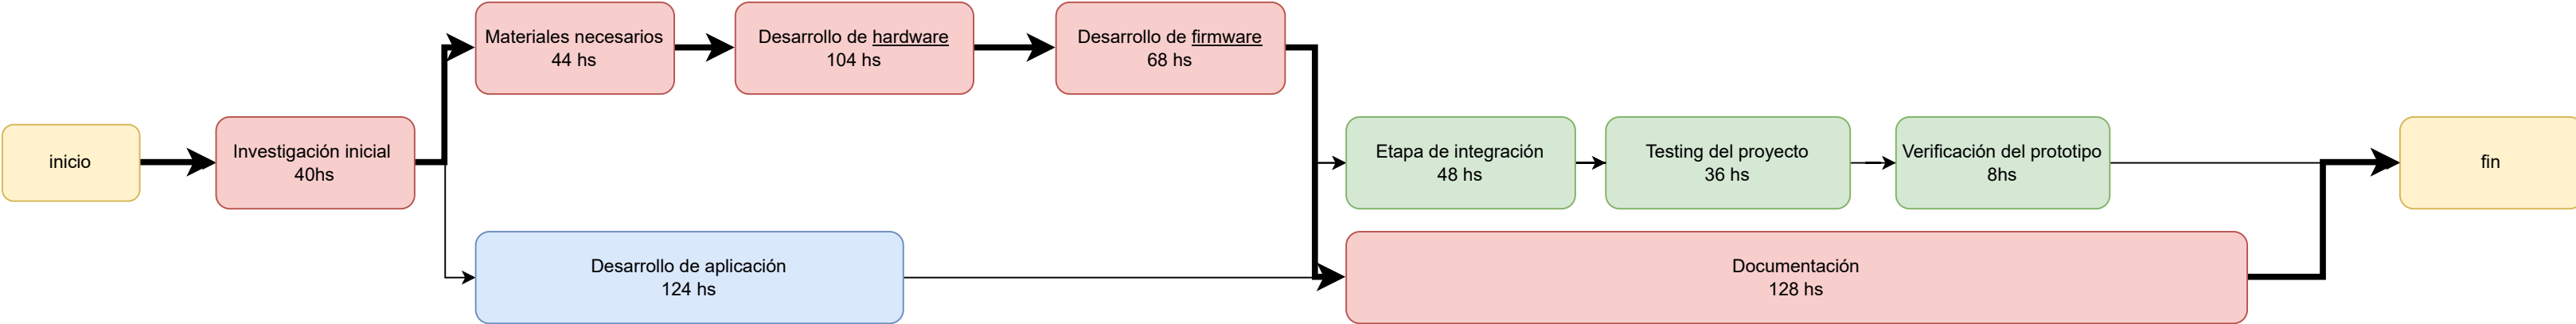 inicio
Investigación inicial
40hs
Materiales necesarios
44 hs
Desarrollo de hardware
104 hs
Desarrollo de firmware
68 hs
Desarrollo de aplicación
124 hs
Etapa de integración
48 hs
Testing del proyecto
36 hs
Verificación del prototipo
8hs
Documentación
128 hs
fin